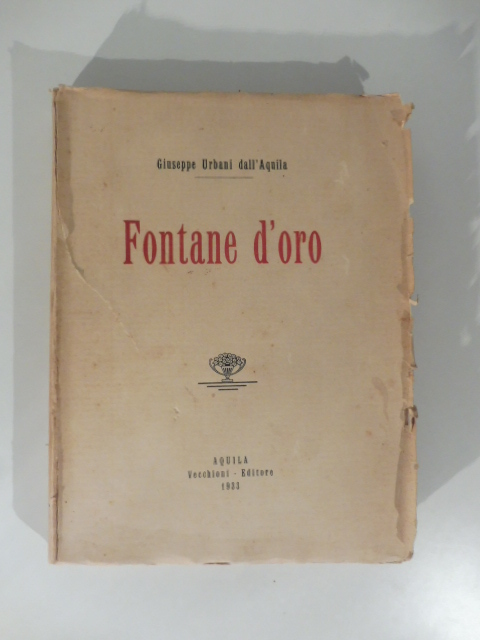 Giuseppe Urbani dall'Aquila
Fontane d'oro
AQUILA
Vecchioni - Editore
1933